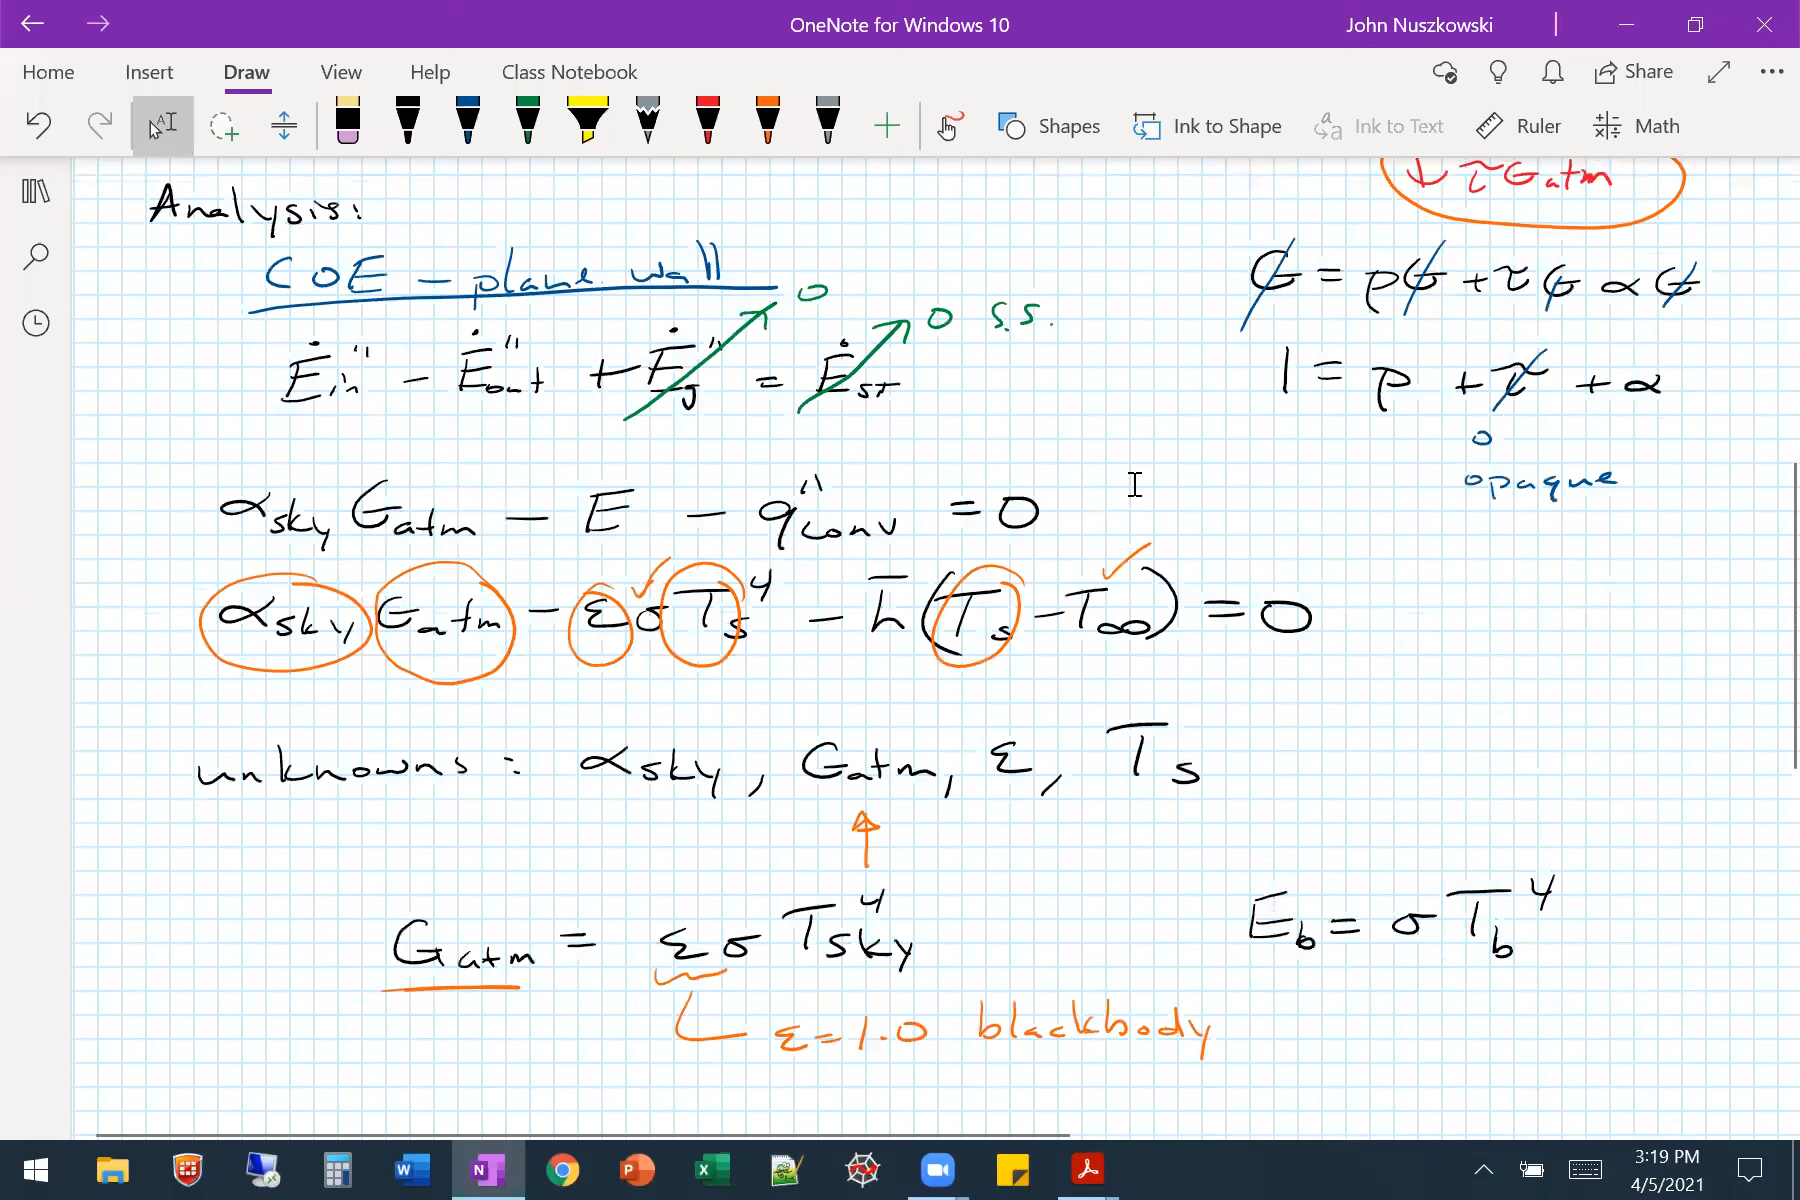 OneNote for Windows 10
John Nuszkowski
Home Insert Draw View Help Class Notebook
Share
Shapes Ink to Shape Ink to Text Ruler Math
↓ τGatm
Analysis:
COE - plane wall
G = ρG + τG αG
Ėin" - Ėout" + Ėg" = Ėst
0
0 s.s.
1 = ρ + τ + α
0
opaque
αsky Gatm - E - q"conv = 0
αsky Gatm - εσTs⁴ - h̄(Ts - T∞) = 0
unknowns: αsky, Gatm, ε, Ts
Gatm = εσTsky⁴
Eb = σTb⁴
ε = 1.0 blackbody
3:19 PM
4/5/2021